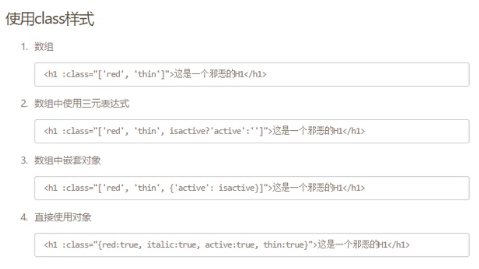 使用class样式
1. 数组
<h1 :class="['red', 'thin']">这是一个邪恶的H1</h1>
2. 数组中使用三元表达式
<h1 :class="['red', 'thin', isactive?'active':'']">这是一个邪恶的H1</h1>
3. 数组中嵌套对象
<h1 :class="['red', 'thin', {'active': isactive}]">这是一个邪恶的H1</h1>
4. 直接使用对象
<h1 :class="{red:true, italic:true, active:true, thin:true}">这是一个邪恶的H1</h1>